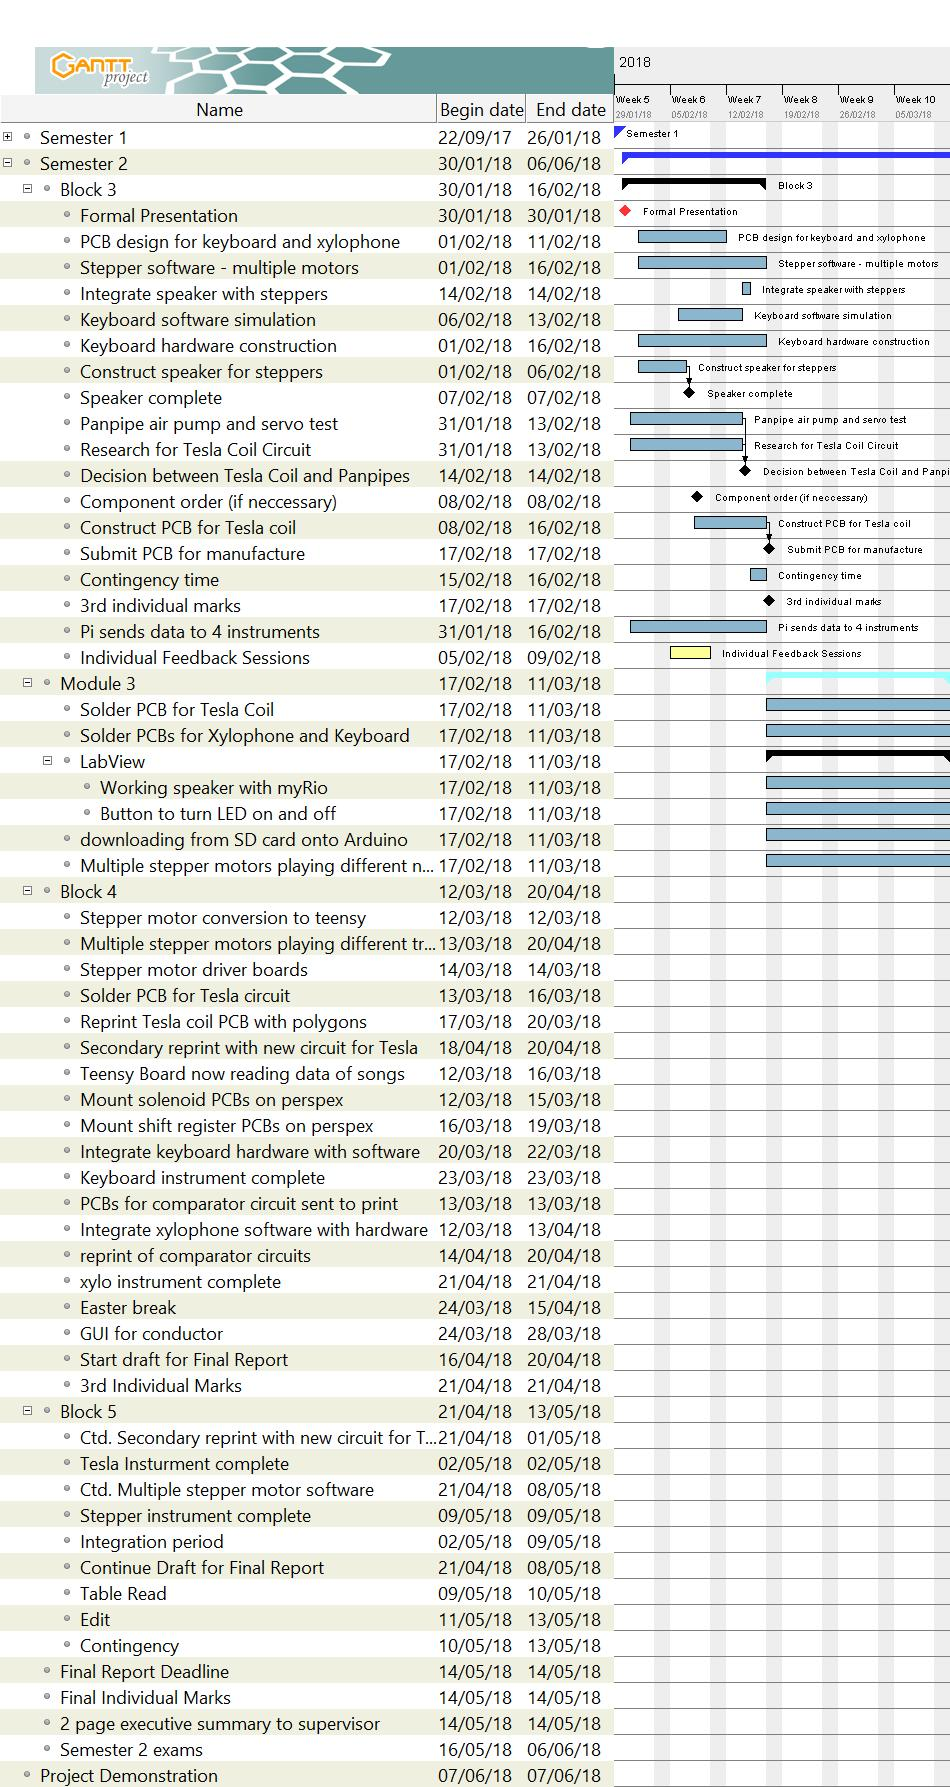 GANTT project
2018
Name Begin date End date
Week 5 Week 6 Week 7 Week 8 Week 9 Week 10
29/01/18 05/02/18 12/02/18 19/02/18 26/02/18 05/03/18
Semester 1 22/09/17 26/01/18 Semester 1
Semester 2 30/01/18 06/06/18
Block 3 30/01/18 16/02/18 Block 3
Formal Presentation 30/01/18 30/01/18 Formal Presentation
PCB design for keyboard and xylophone 01/02/18 11/02/18 PCB design for keyboard and xylophone
Stepper software - multiple motors 01/02/18 16/02/18 Stepper software - multiple motors
Integrate speaker with steppers 14/02/18 14/02/18 Integrate speaker with steppers
Keyboard software simulation 06/02/18 13/02/18 Keyboard software simulation
Keyboard hardware construction 01/02/18 16/02/18 Keyboard hardware construction
Construct speaker for steppers 01/02/18 06/02/18 Construct speaker for steppers
Speaker complete 07/02/18 07/02/18 Speaker complete
Panpipe air pump and servo test 31/01/18 13/02/18 Panpipe air pump and servo test
Research for Tesla Coil Circuit 31/01/18 13/02/18 Research for Tesla Coil Circuit
Decision between Tesla Coil and Panpipes 14/02/18 14/02/18 Decision between Tesla Coil and Panpi
Component order (if neccessary) 08/02/18 08/02/18 Component order (if neccessary)
Construct PCB for Tesla coil 08/02/18 16/02/18 Construct PCB for Tesla coil
Submit PCB for manufacture 17/02/18 17/02/18 Submit PCB for manufacture
Contingency time 15/02/18 16/02/18 Contingency time
3rd individual marks 17/02/18 17/02/18 3rd individual marks
Pi sends data to 4 instruments 31/01/18 16/02/18 Pi sends data to 4 instruments
Individual Feedback Sessions 05/02/18 09/02/18 Individual Feedback Sessions
Module 3 17/02/18 11/03/18
Solder PCB for Tesla Coil 17/02/18 11/03/18
Solder PCBs for Xylophone and Keyboard 17/02/18 11/03/18
LabView 17/02/18 11/03/18
Working speaker with myRio 17/02/18 11/03/18
Button to turn LED on and off 17/02/18 11/03/18
downloading from SD card onto Arduino 17/02/18 11/03/18
Multiple stepper motors playing different n... 17/02/18 11/03/18
Block 4 12/03/18 20/04/18
Stepper motor conversion to teensy 12/03/18 12/03/18
Multiple stepper motors playing different tr... 13/03/18 20/04/18
Stepper motor driver boards 14/03/18 14/03/18
Solder PCB for Tesla circuit 13/03/18 16/03/18
Reprint Tesla coil PCB with polygons 17/03/18 20/03/18
Secondary reprint with new circuit for Tesla 18/04/18 20/04/18
Teensy Board now reading data of songs 12/03/18 16/03/18
Mount solenoid PCBs on perspex 12/03/18 15/03/18
Mount shift register PCBs on perspex 16/03/18 19/03/18
Integrate keyboard hardware with software 20/03/18 22/03/18
Keyboard instrument complete 23/03/18 23/03/18
PCBs for comparator circuit sent to print 13/03/18 13/03/18
Integrate xylophone software with hardware 12/03/18 13/04/18
reprint of comparator circuits 14/04/18 20/04/18
xylo instrument complete 21/04/18 21/04/18
Easter break 24/03/18 15/04/18
GUI for conductor 24/03/18 28/03/18
Start draft for Final Report 16/04/18 20/04/18
3rd Individual Marks 21/04/18 21/04/18
Block 5 21/04/18 13/05/18
Ctd. Secondary reprint with new circuit for T... 21/04/18 01/05/18
Tesla Insturment complete 02/05/18 02/05/18
Ctd. Multiple stepper motor software 21/04/18 08/05/18
Stepper instrument complete 09/05/18 09/05/18
Integration period 02/05/18 09/05/18
Continue Draft for Final Report 21/04/18 08/05/18
Table Read 09/05/18 10/05/18
Edit 11/05/18 13/05/18
Contingency 10/05/18 13/05/18
Final Report Deadline 14/05/18 14/05/18
Final Individual Marks 14/05/18 14/05/18
2 page executive summary to supervisor 14/05/18 14/05/18
Semester 2 exams 16/05/18 06/06/18
Project Demonstration 07/06/18 07/06/18